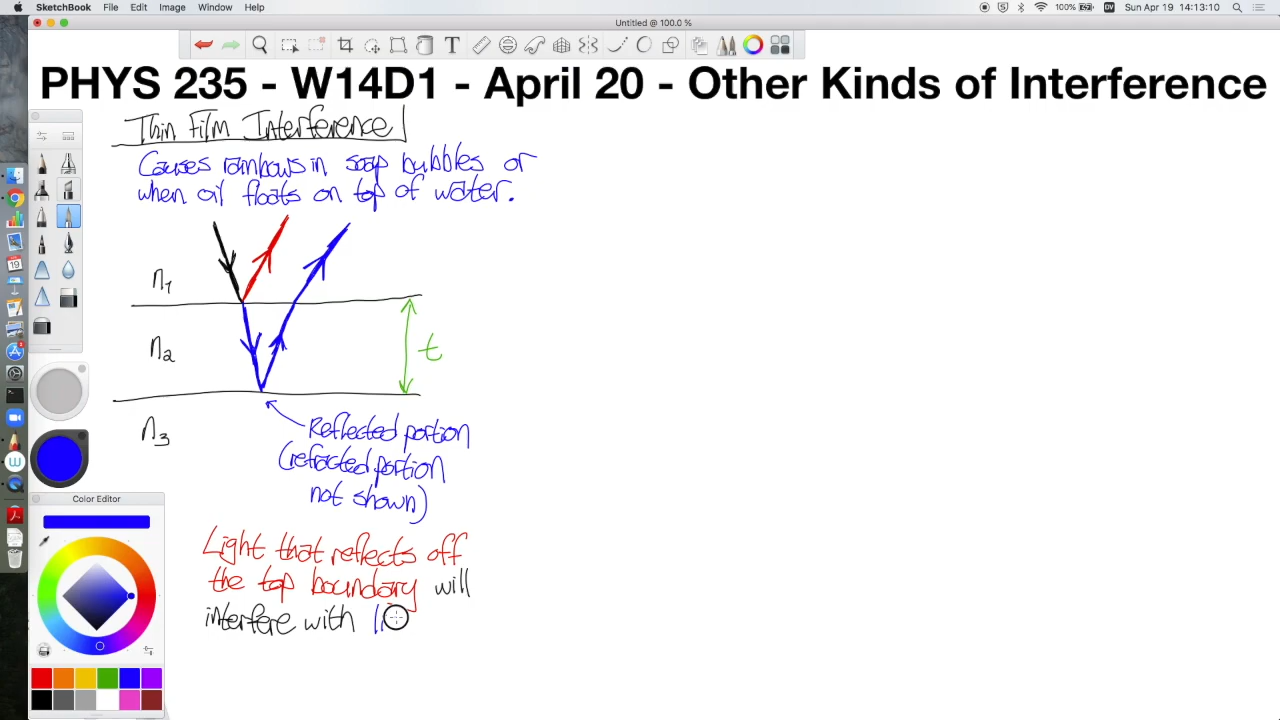 SketchBook File Edit Image Window Help
100% Sun Apr 19 14:13:10
Untitled @ 100.0 %
PHYS 235 - W14D1 - April 20 - Other Kinds of Interference
Thin Film Interference
Causes rainbows in soap bubbles or
when oil floats on top of water.
n1
n2
t
n3
Reflected portion
(refracted portion
not shown)
Color Editor
Light that reflects off
the top boundary will
interfere with li